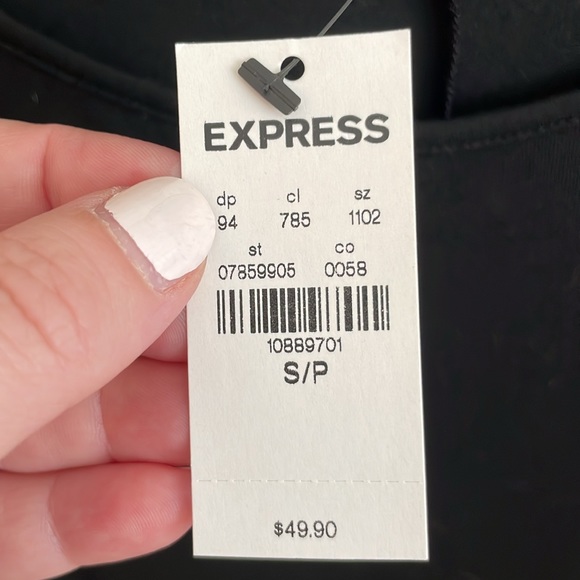 EXPRESS
dp cl sz
94 785 1102
st co
07859905 0058
10889701
S/P
$49.90